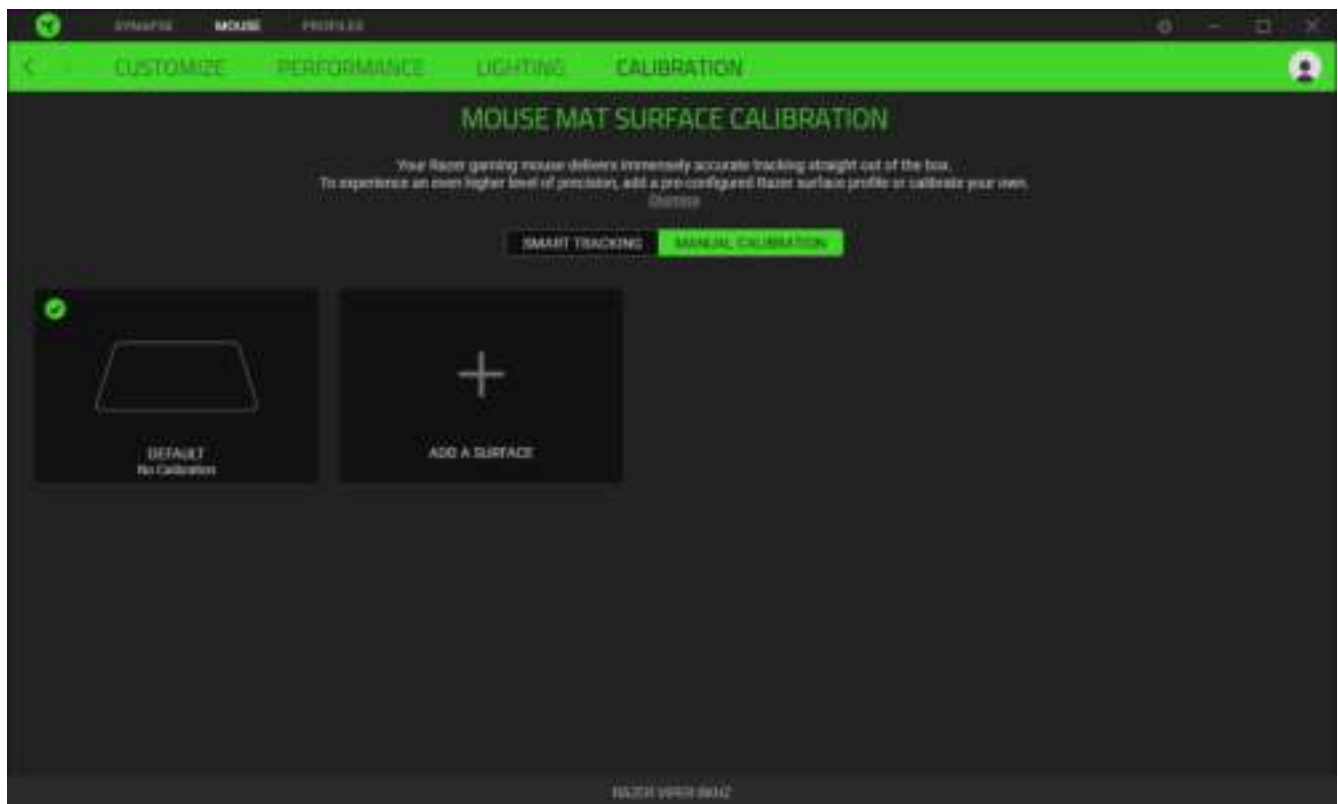 SYNAPSE MOUSE PROFILES
CUSTOMIZE PERFORMANCE LIGHTING CALIBRATION
MOUSE MAT SURFACE CALIBRATION
Your Razer gaming mouse delivers immensely accurate tracking straight out of the box.
To experience an even higher level of precision, add a pre-configured Razer surface profile or calibrate your own.
Dismiss
SMART TRACKING MANUAL CALIBRATION
DEFAULT
No Calibration
ADD A SURFACE
RAZER VIPER 8KHZ